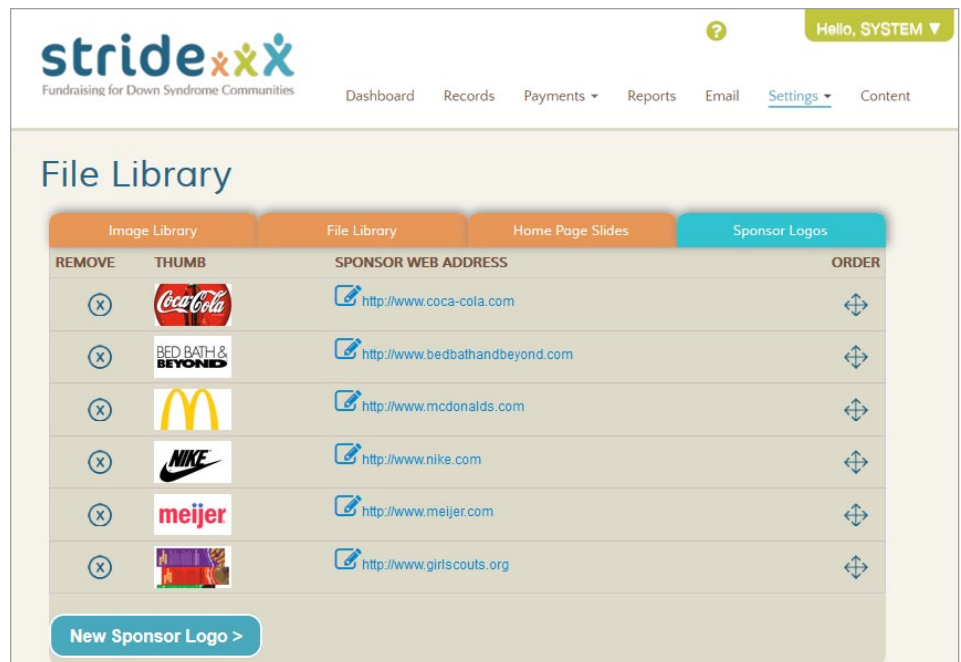 Hello, SYSTEM ▼
?
stride
Fundraising for Down Syndrome Communities
Dashboard Records Payments Reports Email Settings Content
File Library
Image Library File Library Home Page Slides Sponsor Logos
REMOVE THUMB SPONSOR WEB ADDRESS ORDER
x Coca-Cola http://www.coca-cola.com
x BED BATH &
BEYOND http://www.bedbathandbeyond.com
x http://www.mcdonalds.com
x NIKE http://www.nike.com
x meijer http://www.meijer.com
x http://www.girlscouts.org
New Sponsor Logo >